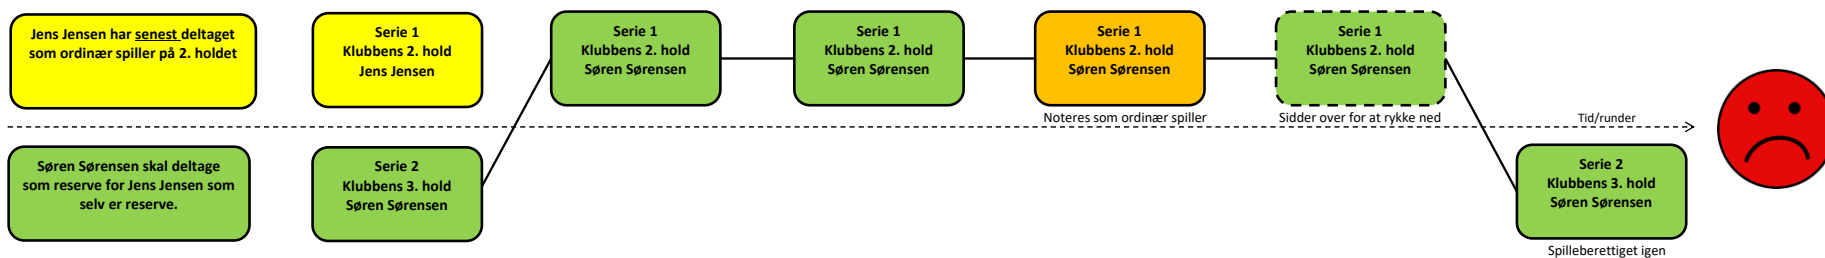 Jens Jensen har senest deltaget
som ordinær spiller på 2. holdet
Serie 1
Klubbens 2. hold
Jens Jensen
Serie 1
Klubbens 2. hold
Søren Sørensen
Serie 1
Klubbens 2. hold
Søren Sørensen
Serie 1
Klubbens 2. hold
Søren Sørensen
Noteres som ordinær spiller
Serie 1
Klubbens 2. hold
Søren Sørensen
Sidder over for at rykke ned
Tid/runder
Søren Sørensen skal deltage
som reserve for Jens Jensen som
selv er reserve.
Serie 2
Klubbens 3. hold
Søren Sørensen
Serie 2
Klubbens 3. hold
Søren Sørensen
Spilleberettiget igen